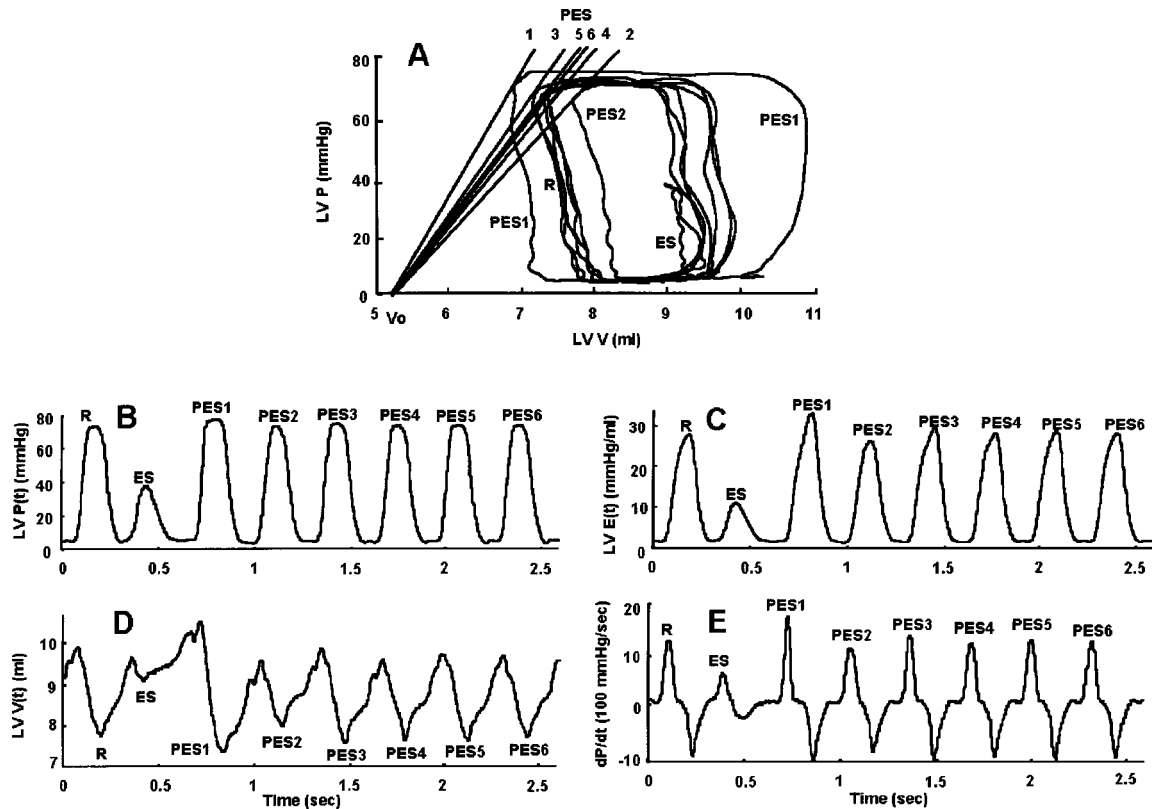 PES
1 3 5 6 4 2
A
80
60
40
20
0
LV P (mmHg)
PES2
PES1
R
PES1
ES
5 6 7 8 9 10 11
Vo
LV V (ml)
B
80
60
40
20
0
LV P(t) (mmHg)
R
ES
PES1
PES2
PES3
PES4
PES5
PES6
0 0.5 1 1.5 2 2.5
C
30
20
10
0
LV E(t) (mmHg/ml)
R
ES
PES1
PES2
PES3
PES4
PES5
PES6
0 0.5 1 1.5 2 2.5
D
10
9
8
7
LV V(t) (ml)
R
ES
PES1
PES2
PES3
PES4
PES5
PES6
0 0.5 1 1.5 2 2.5
Time (sec)
E
20
10
0
-10
dP/dt (100 mmHg/sec)
R
ES
PES1
PES2
PES3
PES4
PES5
PES6
0 0.5 1 1.5 2 2.5
Time (sec)